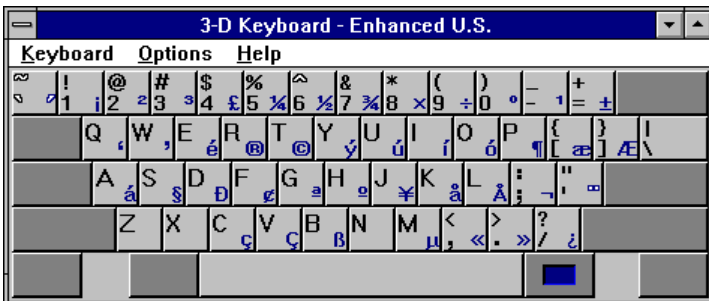 3-D Keyboard - Enhanced U.S.
Keyboard Options Help
~ ! 1 ¡ @ 2 ² # 3 ³ $ 4 £ % 5 ¼ ^ 6 ½ & 7 ¾ * 8 × ( 9 ÷ ) 0 º _ - ¹ + = ±
Q ‘ W ’ E é R ® T © Y ý U ú I í O ó P ¶ { [ æ } ] Æ | \
A á S § D Ð F ¢ G ª H º J ¥ K å L Å : ; ¬ " '
Z X C ç V Ç B ß N M µ < , « > . » ? / ¿